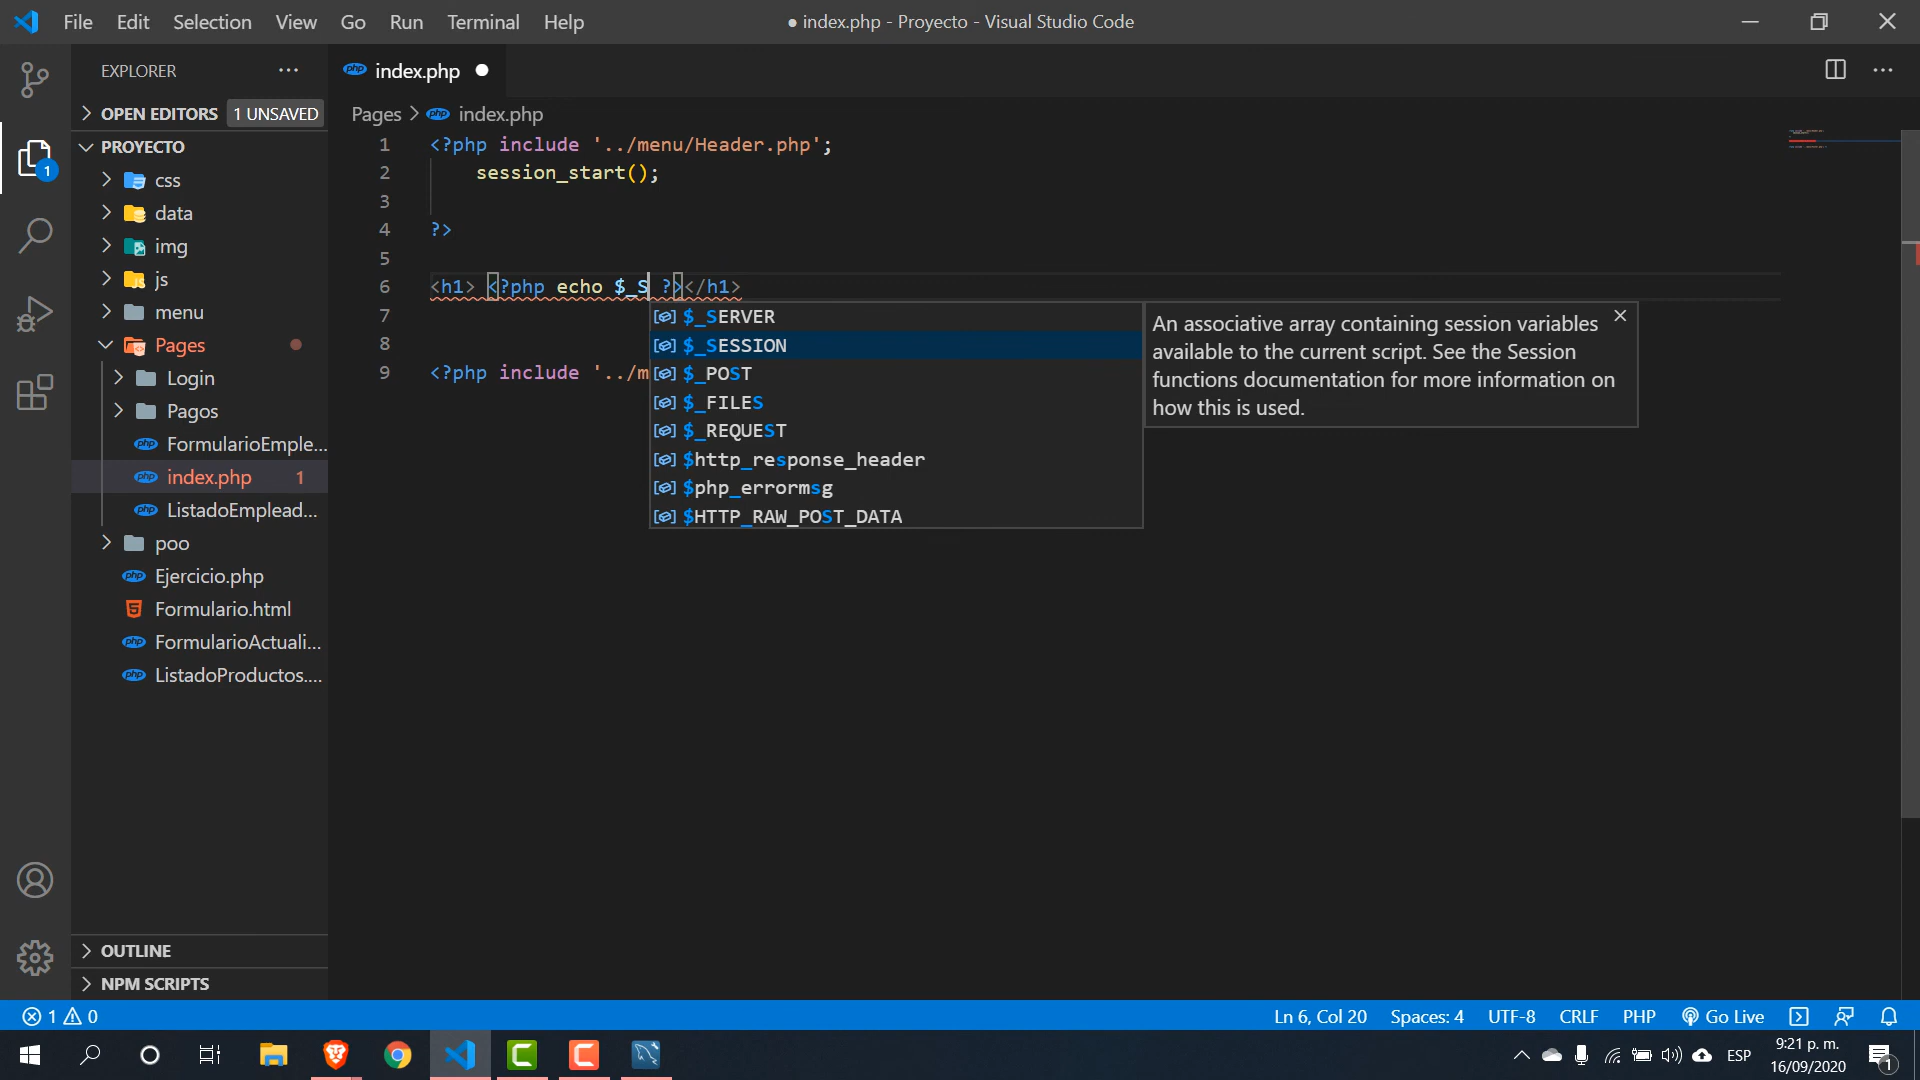 File Edit Selection View Go Run Terminal Help
● index.php - Proyecto - Visual Studio Code
EXPLORER
OPEN EDITORS 1 UNSAVED
PROYECTO
css
data
img
js
menu
Pages
Login
Pagos
FormularioEmple...
index.php 1
ListadoEmplead...
poo
Ejercicio.php
Formulario.html
FormularioActuali...
ListadoProductos....
OUTLINE
NPM SCRIPTS
index.php
Pages > index.php
1 <?php include '../menu/Header.php';
2 session_start();
3
4 ?>
5
6 <h1> <?php echo $_S ?></h1>
7
8
9 <?php include '../m
$_SERVER
$_SESSION
$_POST
$_FILES
$_REQUEST
$http_response_header
$php_errormsg
$HTTP_RAW_POST_DATA
An associative array containing session variables
available to the current script. See the Session
functions documentation for more information on
how this is used.
1 0
Ln 6, Col 20 Spaces: 4 UTF-8 CRLF PHP Go Live
ESP
9:21 p. m.
16/09/2020
1